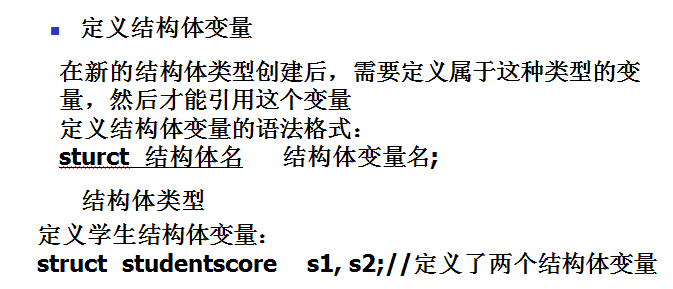 定义结构体变量
在新的结构体类型创建后，需要定义属于这种类型的变
量，然后才能引用这个变量
定义结构体变量的语法格式：
sturct 结构体名 结构体变量名;
结构体类型
定义学生结构体变量：
struct studentscore s1, s2;//定义了两个结构体变量